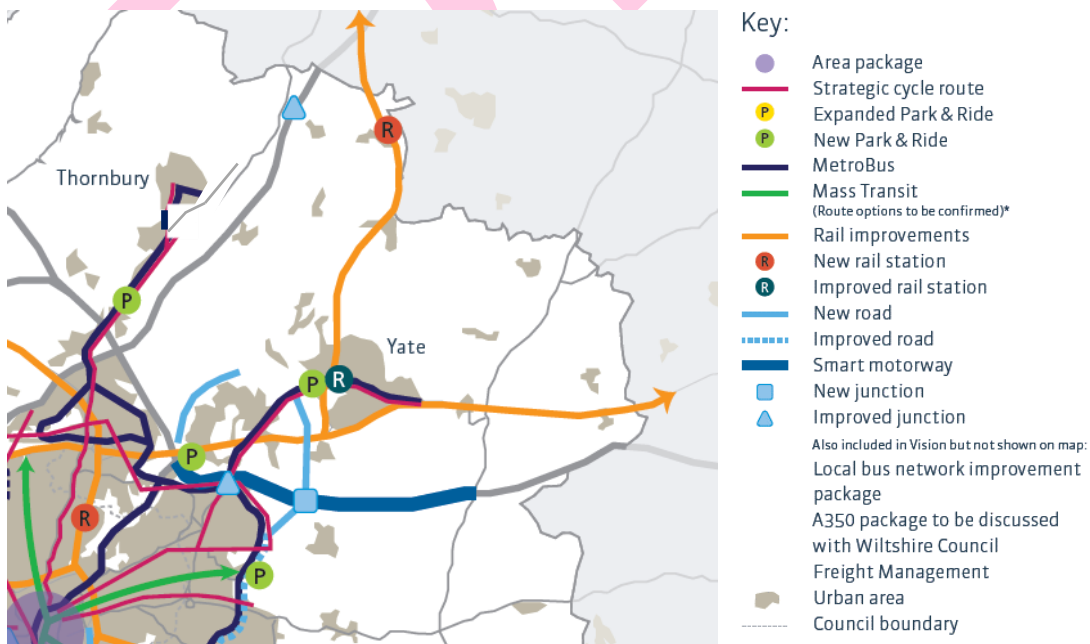 Key:
Area package
Strategic cycle route
P
Expanded Park & Ride
P
New Park & Ride
MetroBus
Mass Transit
(Route options to be confirmed)*
Rail improvements
R
New rail station
R
Improved rail station
New road
Improved road
Smart motorway
New junction
Improved junction
Also included in Vision but not shown on map:
Local bus network improvement
package
A350 package to be discussed
with Wiltshire Council
Freight Management
Urban area
Council boundary
R
Thornbury
P
Yate
P
R
P
R
P